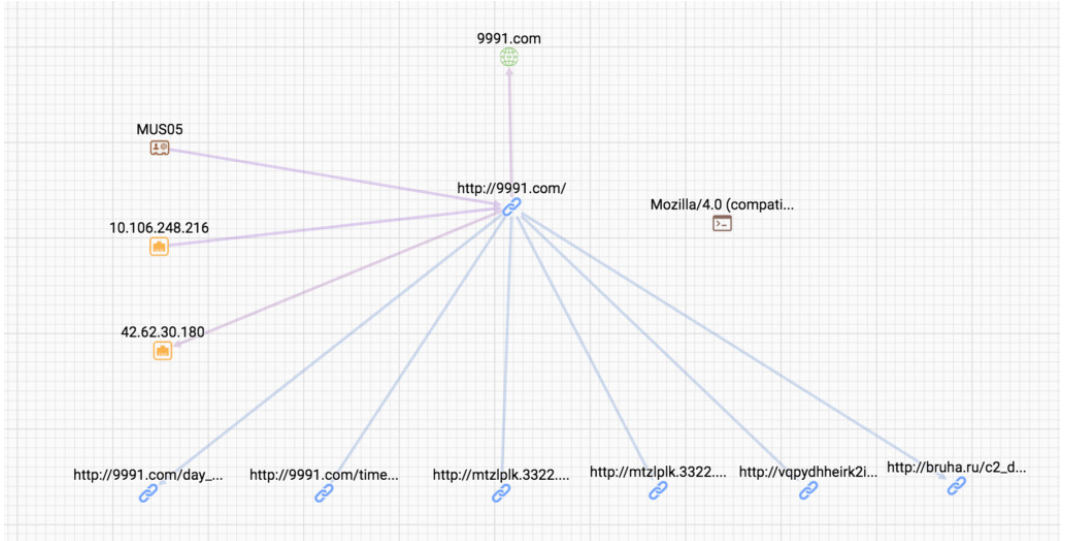 9991.com
MUS05
http://9991.com/
Mozilla/4.0 (compati...
10.106.248.216
42.62.30.180
http://9991.com/day_...
http://9991.com/time...
http://mtzlplk.3322....
http://mtzlplk.3322....
http://vqpydhheirk2i...
http://bruha.ru/c2_d...